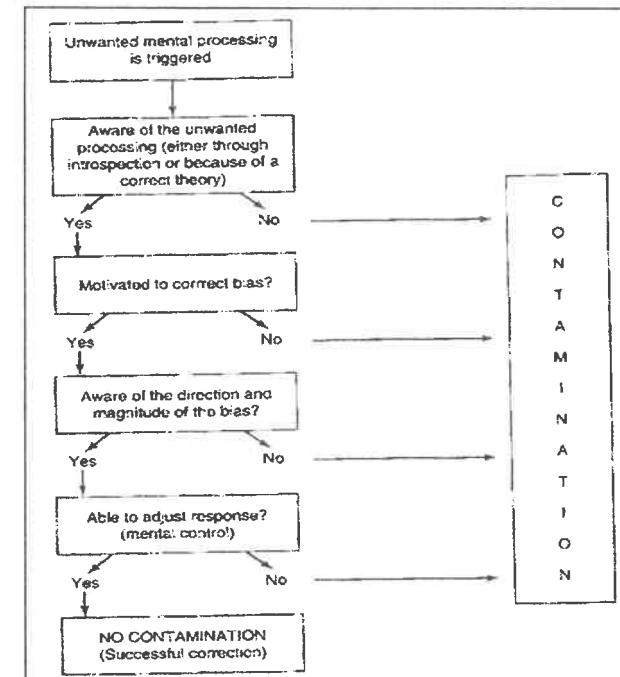 Unwanted mental processing
is triggered
Aware of the unwanted
processing (either through
introspection or because of a
correct theory)
Yes
No
Motivated to correct bias?
Yes
No
Aware of the direction and
magnitude of the bias?
Yes
No
Able to adjust response?
(mental control)
Yes
No
NO CONTAMINATION
(Successful correction)
C
O
N
T
A
M
I
N
A
T
I
O
N